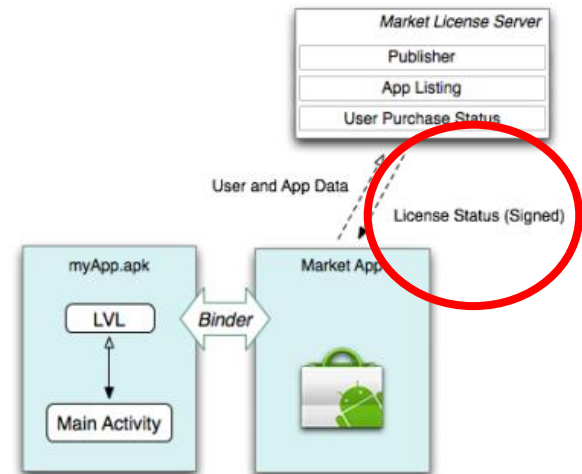 Market License Server
Publisher
App Listing
User Purchase Status
User and App Data
License Status (Signed)
myApp.apk
Market App
LVL
Binder
Main Activity